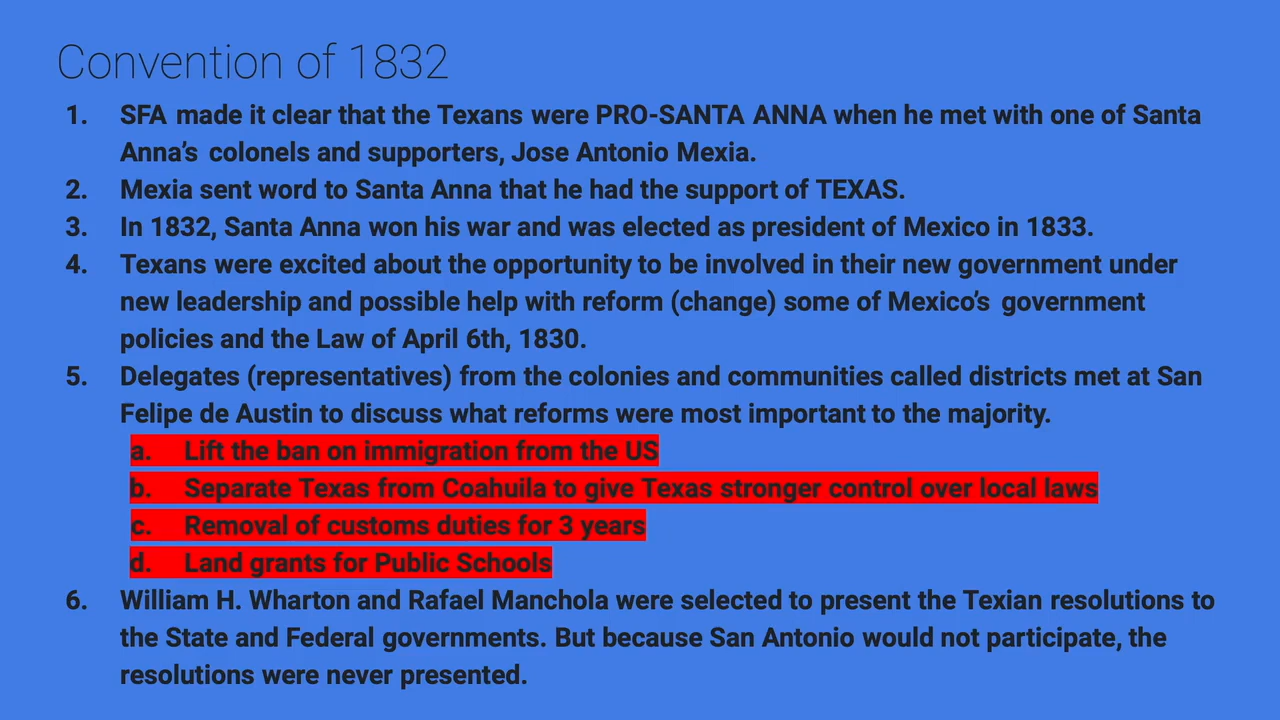 Convention of 1832
1. SFA made it clear that the Texans were PRO-SANTA ANNA when he met with one of Santa
Anna’s colonels and supporters, Jose Antonio Mexia.
2. Mexia sent word to Santa Anna that he had the support of TEXAS.
3. In 1832, Santa Anna won his war and was elected as president of Mexico in 1833.
4. Texans were excited about the opportunity to be involved in their new government under
new leadership and possible help with reform (change) some of Mexico’s government
policies and the Law of April 6th, 1830.
5. Delegates (representatives) from the colonies and communities called districts met at San
Felipe de Austin to discuss what reforms were most important to the majority.
a. Lift the ban on immigration from the US
b. Separate Texas from Coahuila to give Texas stronger control over local laws
c. Removal of customs duties for 3 years
d. Land grants for Public Schools
6. William H. Wharton and Rafael Manchola were selected to present the Texian resolutions to
the State and Federal governments. But because San Antonio would not participate, the
resolutions were never presented.